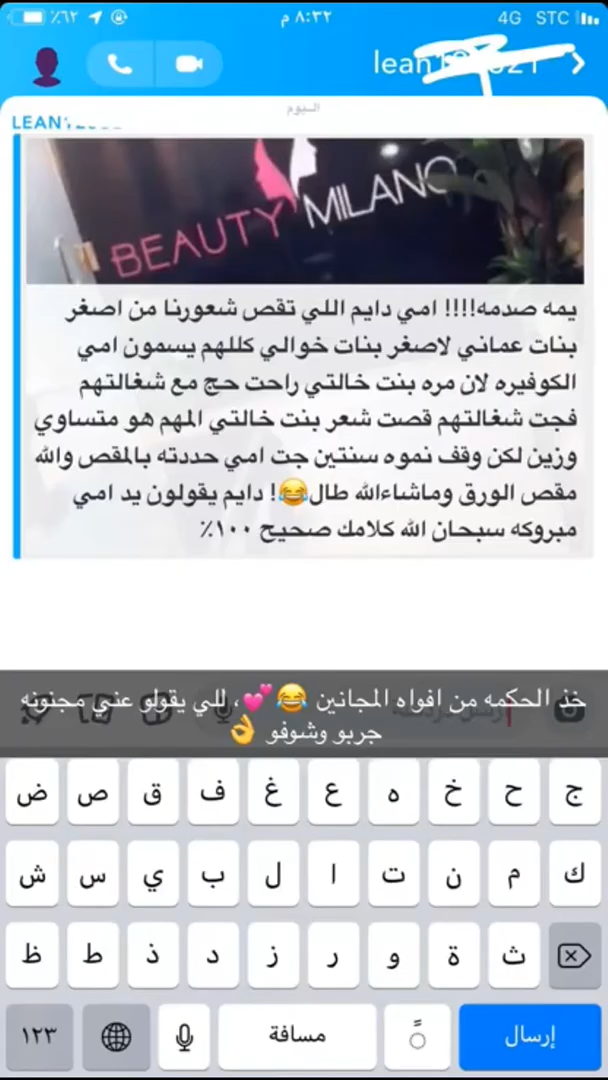 ٪٦٢
٨:٣٢ م
4G STC
اليوم
BEAUTY MILANO
يمه صدمه!!!! امي دايم اللي تقص شعورنا من اصغر
بنات عماني لاصغر بنات خوالي كللهم يسمون امي
الكوفيره لان مره بنت خالتي راحت حج مع شغالتهم
فجت شغالتهم قصت شعر بنت خالتي المهم هو متساوي
وزين لكن وقف نموه سنتين جت امي حددته بالمقص والله
مقص الورق وماشاءالله طال😂! دايم يقولون يد امي
مبروكه سبحان الله كلامك صحيح ١٠٠٪
خذ الحكمه من افواه المجانين 😂💕، للي يقولو عني مجنونه
جربو وشوفو 👌
ض ص ق ف غ ع ه خ ح ج
ش س ي ب ل ا ت ن م ك
ظ ط ذ د ز ر و ة ث
١٢٣ مسافة إرسال